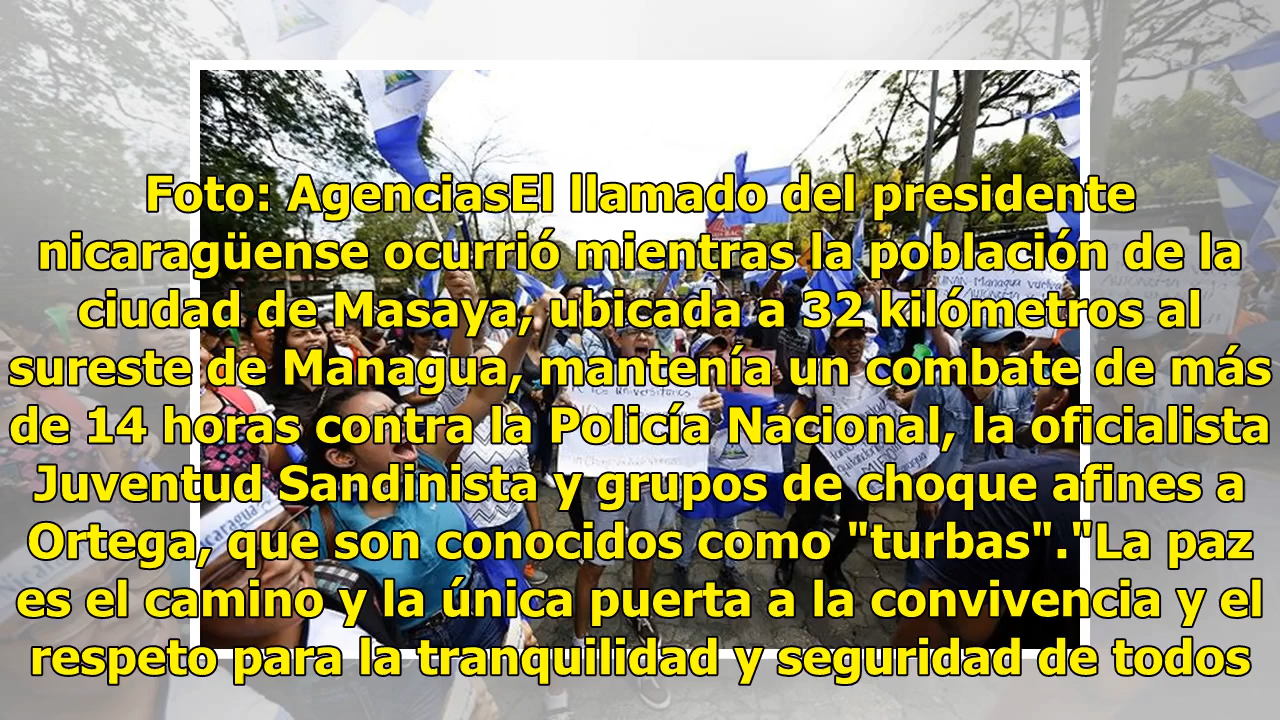 Foto: AgenciasEl llamado del presidente
nicaragüense ocurrió mientras la población de la
ciudad de Masaya, ubicada a 32 kilómetros al
sureste de Managua, mantenía un combate de más
de 14 horas contra la Policía Nacional, la oficialista
Juventud Sandinista y grupos de choque afines a
Ortega, que son conocidos como "turbas"."La paz
es el camino y la única puerta a la convivencia y el
respeto para la tranquilidad y seguridad de todos